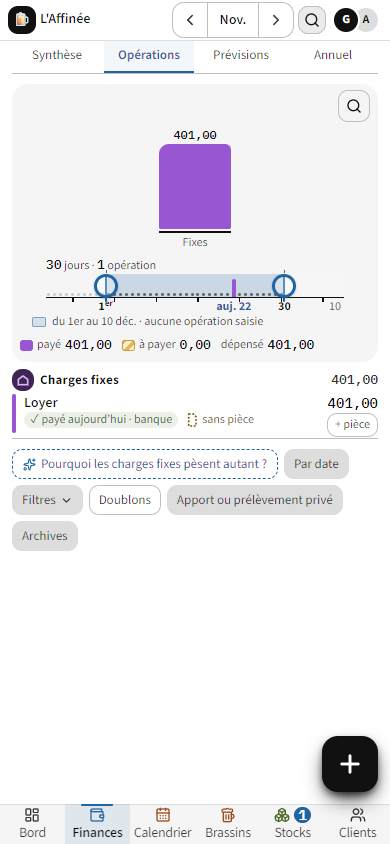 L'Affinée
Nov.
G
A
Synthèse
Opérations
Prévisions
Annuel
401,00
Fixes
30 jours · 1 opération
1er
auj. 22
30
10
du 1er au 10 déc. · aucune opération saisie
payé 401,00
à payer 0,00
dépensé 401,00
Charges fixes
401,00
Loyer
401,00
✓ payé aujourd'hui · banque
sans pièce
+ pièce
Pourquoi les charges fixes pèsent autant ?
Par date
Filtres
Doublons
Apport ou prélèvement privé
Archives
+
Bord
Finances
Calendrier
Brassins
1
Stocks
Clients